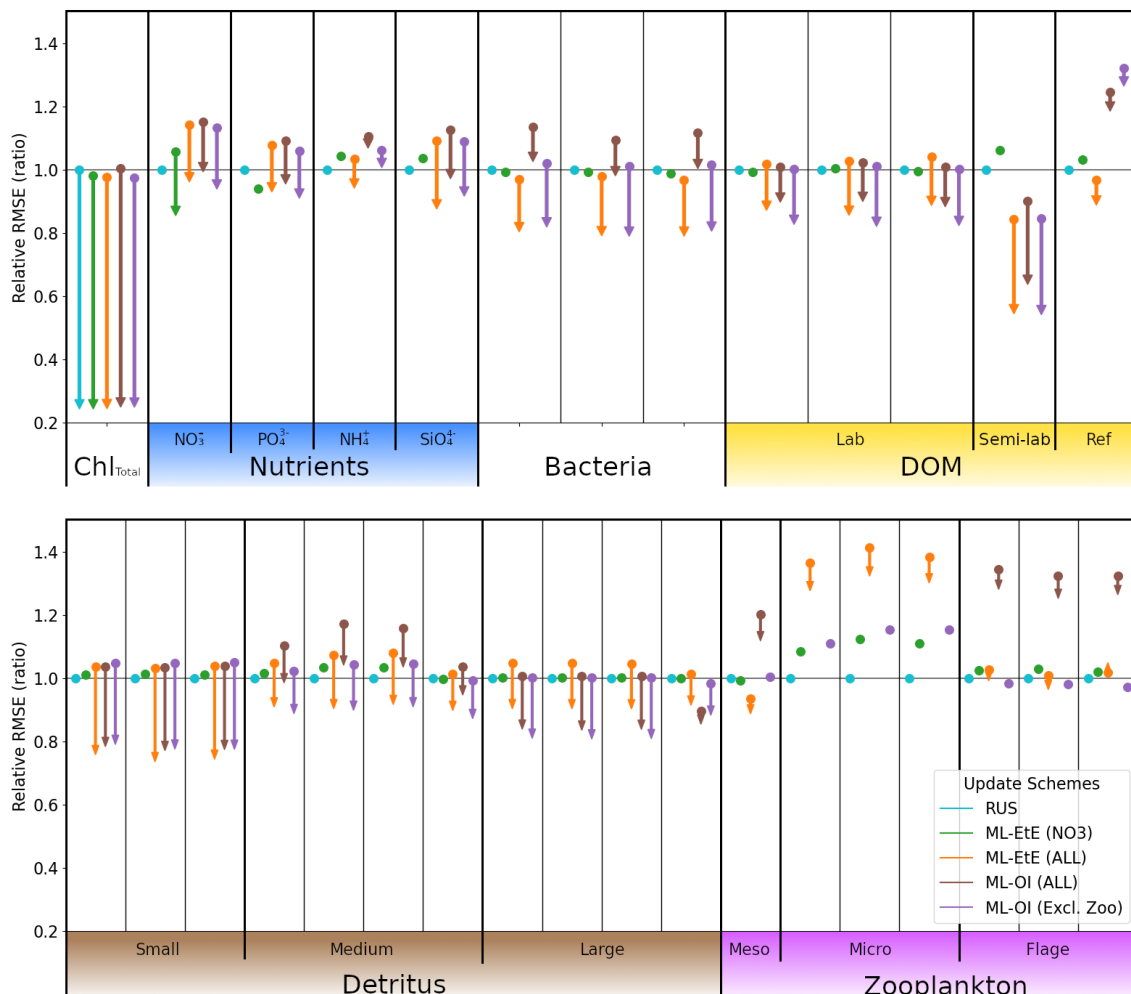 Relative RMSE (ratio)
1.4
1.2
1.0
0.8
0.6
0.4
0.2
NO₃⁻ PO₄³⁻ NH₄⁺ SiO₄⁴⁻ Lab Semi-lab Ref
Chl_Total Nutrients Bacteria DOM
Relative RMSE (ratio)
1.4
1.2
1.0
0.8
0.6
0.4
0.2
Update Schemes
RUS
ML-EtE (NO3)
ML-EtE (ALL)
ML-OI (ALL)
ML-OI (Excl. Zoo)
Small Medium Large Meso Micro Flage
Detritus Zooplankton